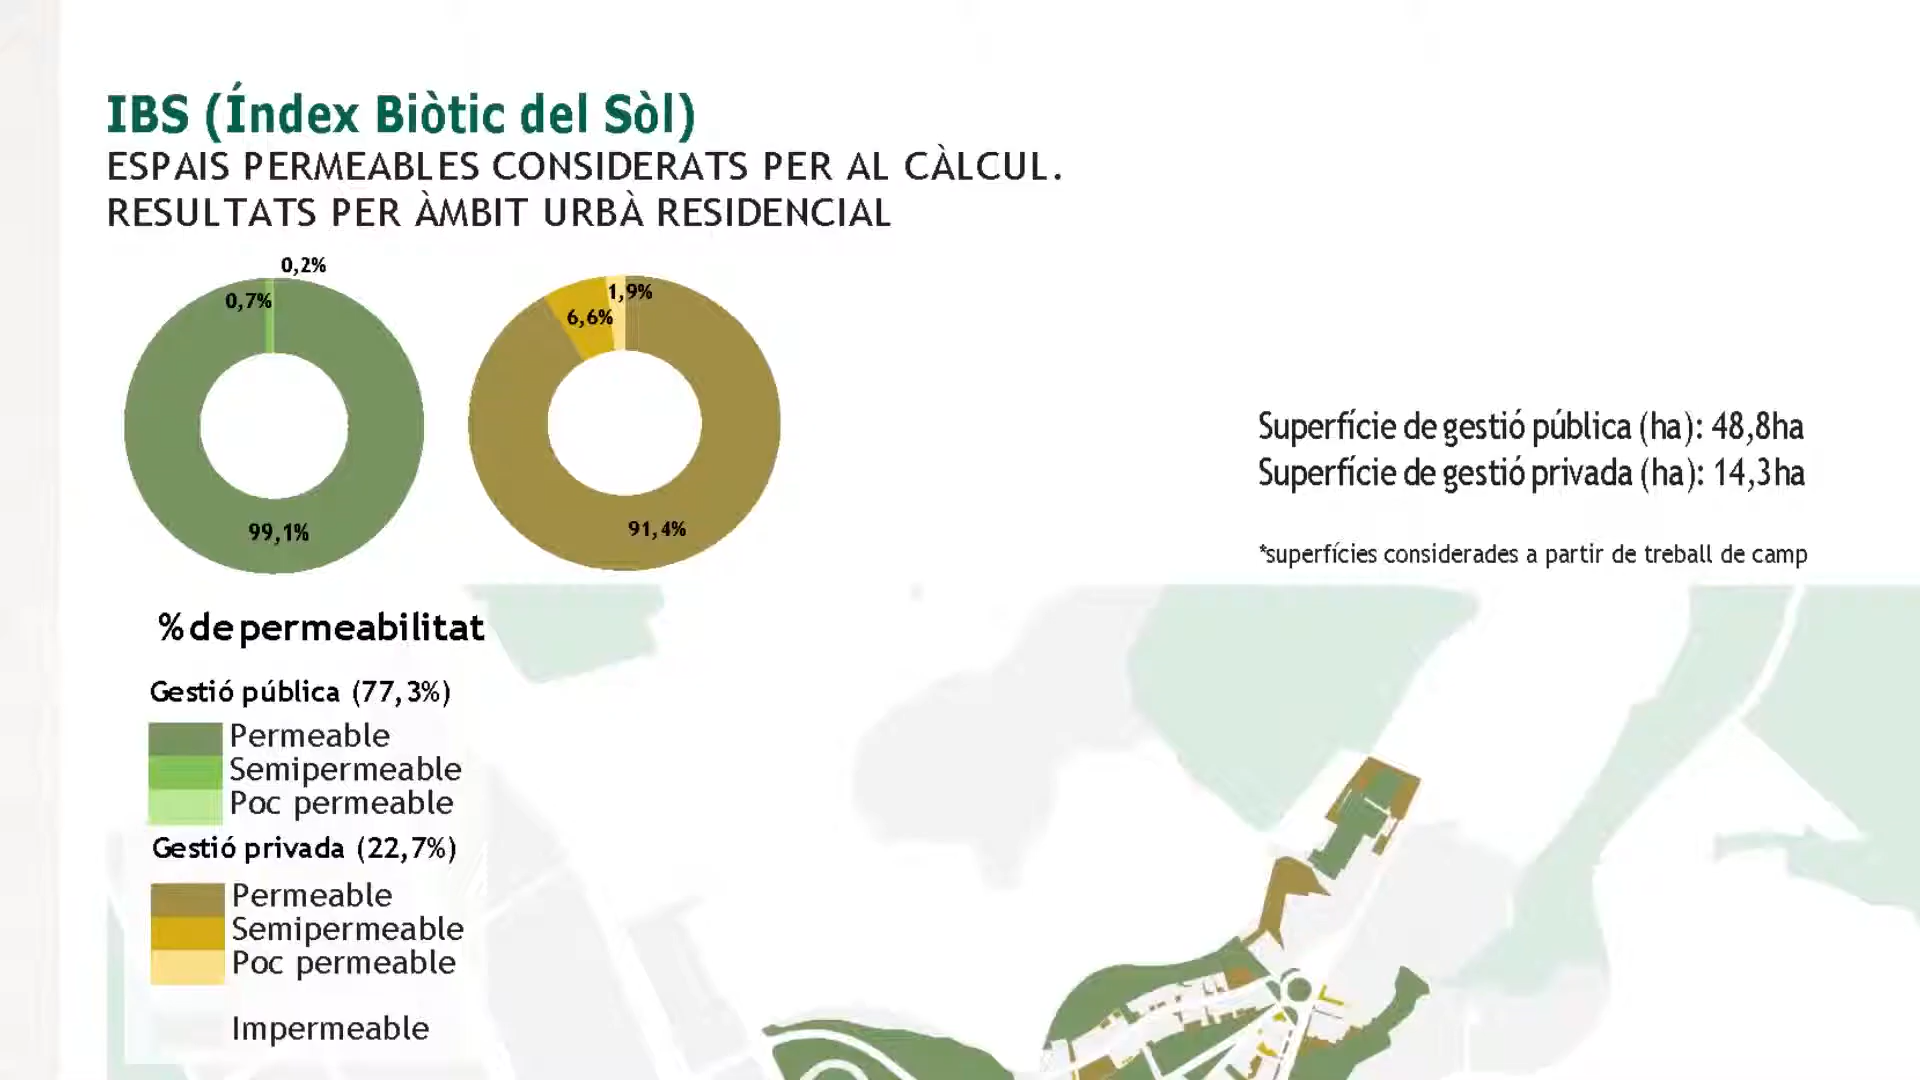 IBS (Índex Biòtic del Sòl)
ESPAIS PERMEABLES CONSIDERATS PER AL CÀLCUL.
RESULTATS PER ÀMBIT URBÀ RESIDENCIAL
0,2%
0,7%
99,1%
1,9%
6,6%
91,4%
Superfície de gestió pública (ha): 48,8ha
Superfície de gestió privada (ha): 14,3ha
*superfícies considerades a partir de treball de camp
% de permeabilitat
Gestió pública (77,3%)
Permeable
Semipermeable
Poc permeable
Gestió privada (22,7%)
Permeable
Semipermeable
Poc permeable
Impermeable